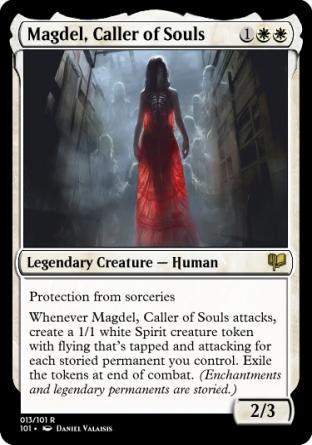 Magdel, Caller of Souls 1
Legendary Creature — Human
Protection from sorceries
Whenever Magdel, Caller of Souls attacks,
create a 1/1 white Spirit creature token
with flying that's tapped and attacking for
each storied permanent you control. Exile
the tokens at end of combat. (Enchantments
and legendary permanents are storied.)
2/3
013/101 R
101 • Daniel Valaisis